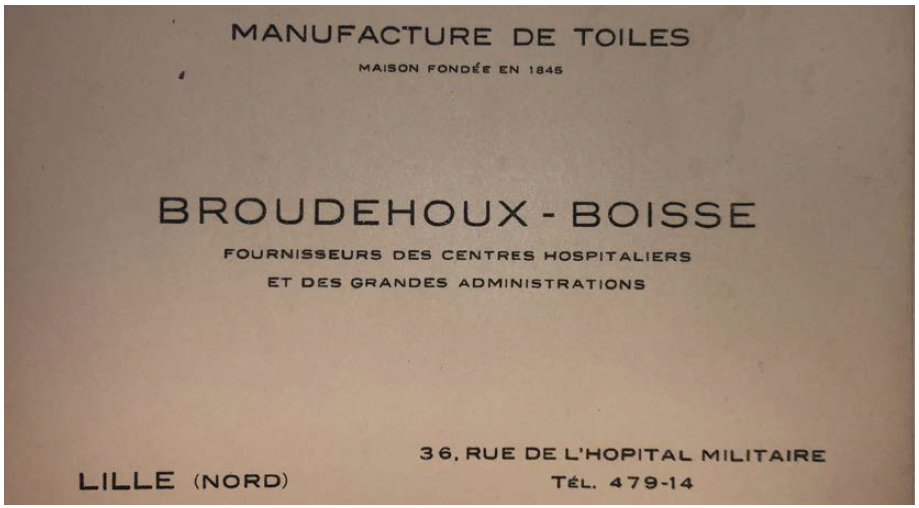 MANUFACTURE DE TOILES
MAISON FONDÉE EN 1845
BROUDEHOUX - BOISSE
FOURNISSEURS DES CENTRES HOSPITALIERS
ET DES GRANDES ADMINISTRATIONS
36, RUE DE L'HOPITAL MILITAIRE
LILLE (NORD)
TÉL. 479-14